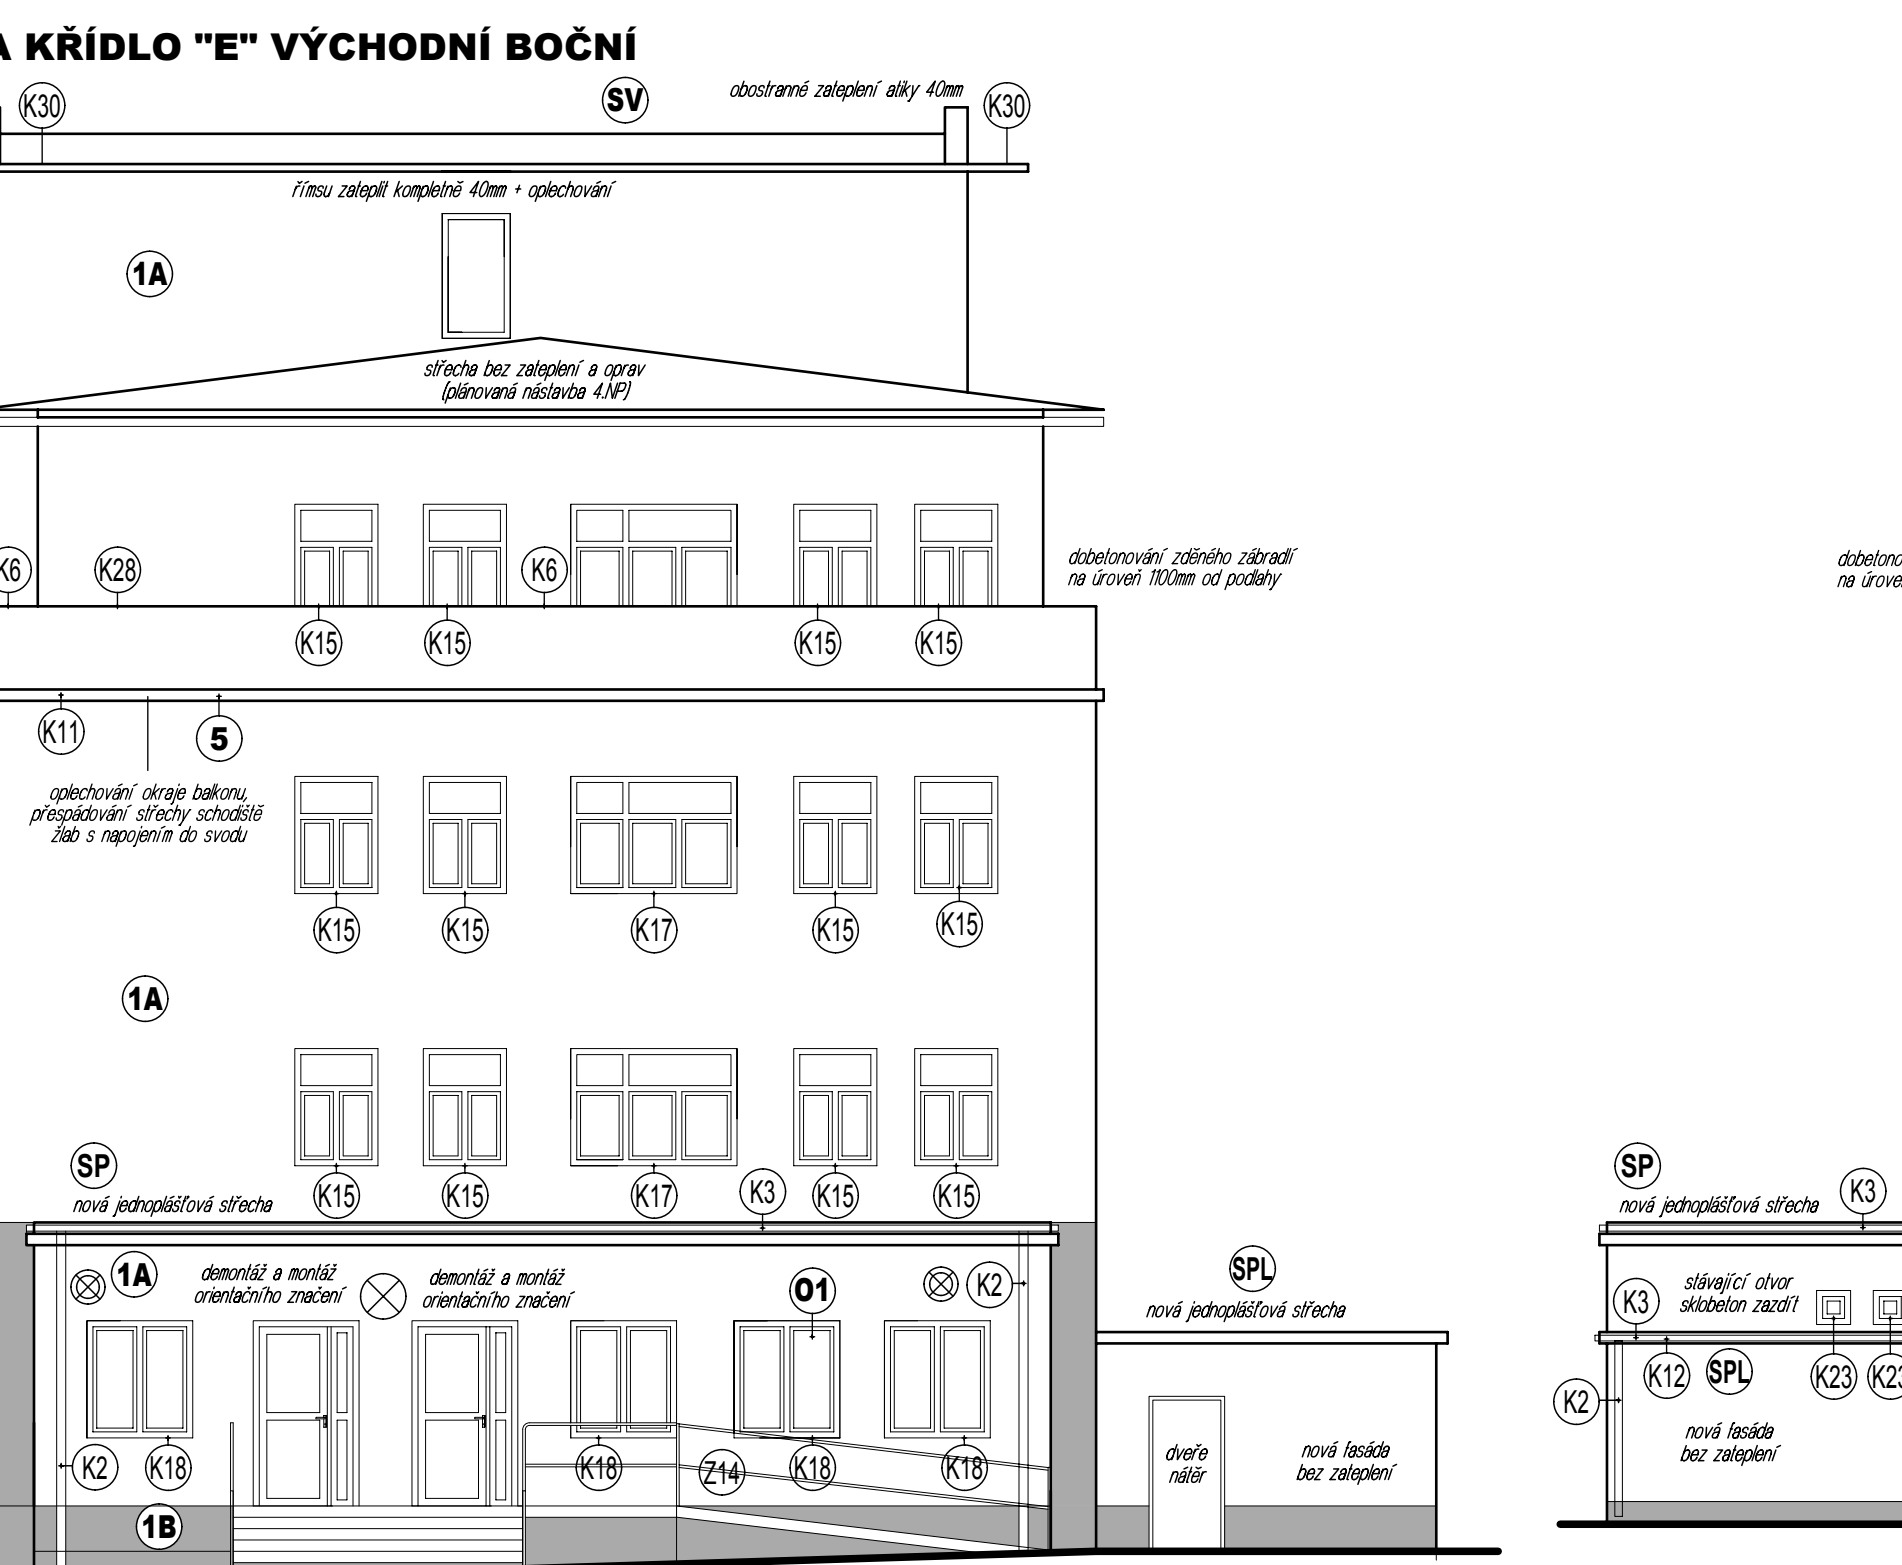 A KŘÍDLO "E" VÝCHODNÍ BOČNÍ
K30
SV
obostranné zateplení atiky 40mm
K30
římsu zateplit kompletně 40mm + oplechování
1A
střecha bez zateplení a oprav
(plánovaná nástavba 4.NP)
K6
K28
K6
dobetonování zděného zábradlí
na úroveň 1100mm od podlahy
dobetono
na úrove
K15
K15
K15
K15
K11
5
oplechování okraje balkonu,
přespádování střechy schodiště
žlab s napojením do svodu
K15
K15
K17
K15
K15
1A
SP
nová jednoplášťová střecha
K15
K15
K17
K3
K15
K15
SP
nová jednoplášťová střecha
K3
1A
demontáž a montáž
orientačního značení
demontáž a montáž
orientačního značení
O1
K2
SPL
nová jednoplášťová střecha
K3
stávající otvor
sklobeton zazdít
K12
SPL
K23
K23
K2
K2
K18
K18
Z14
K18
K18
dveře
nátěr
nová fasáda
bez zateplení
nová fasáda
bez zateplení
1B